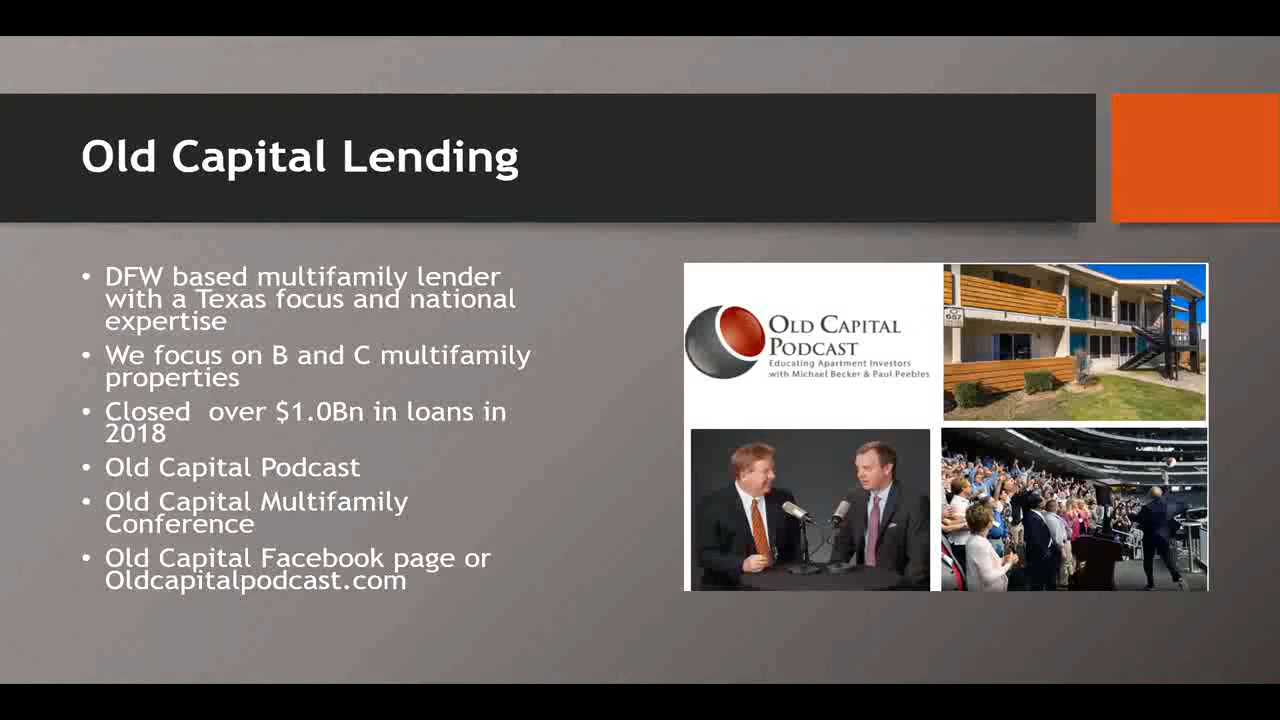 Old Capital Lending
• DFW based multifamily lender
with a Texas focus and national
expertise
• We focus on B and C multifamily
properties
• Closed  over $1.0Bn in loans in
2018
• Old Capital Podcast
• Old Capital Multifamily
Conference
• Old Capital Facebook page or
Oldcapitalpodcast.com
OLD CAPITAL
PODCAST
Educating Apartment Investors
with Michael Becker & Paul Peebles
657